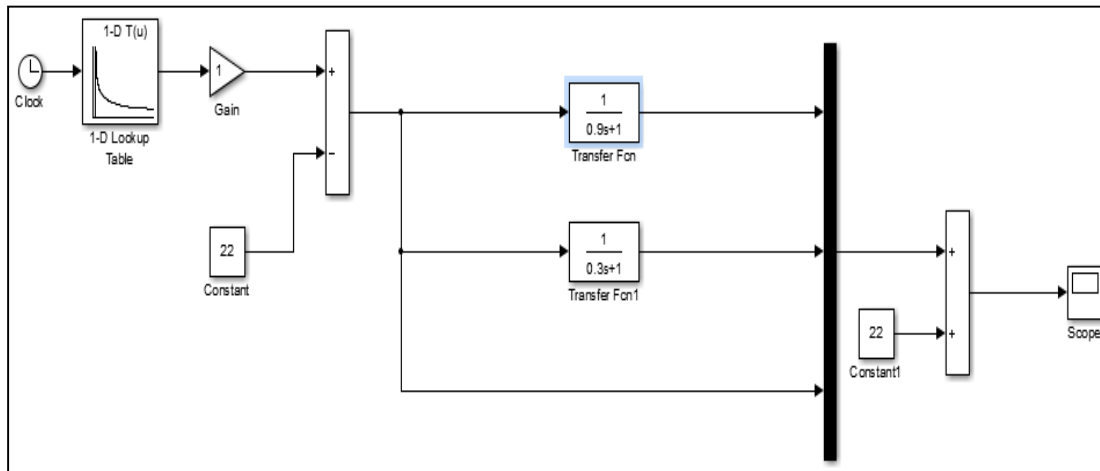 1-D T(u)
Clock
1-D Lookup
Table
1
Gain
+
−
22
Constant
1
0.9s+1
Transfer Fcn
1
0.3s+1
Transfer Fcn1
22
Constant1
+
+
Scope